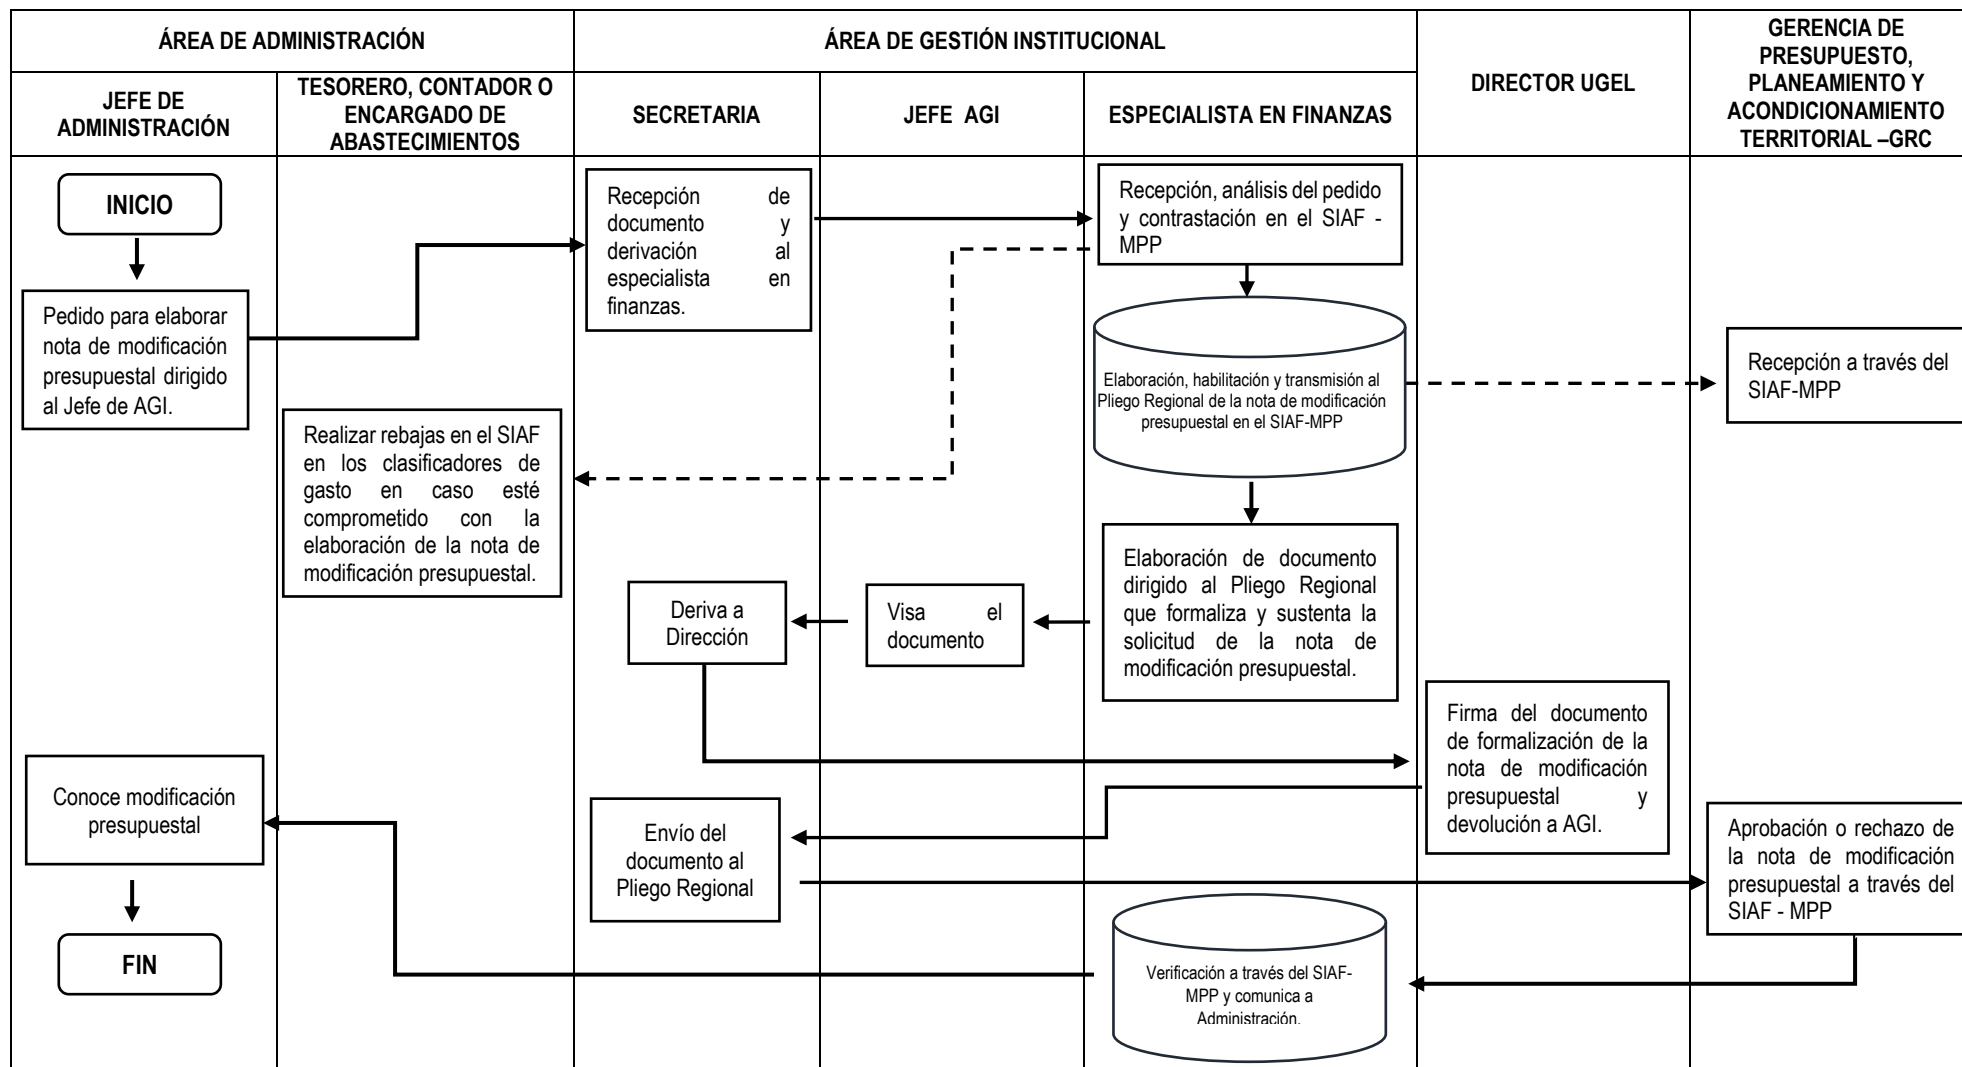 ÁREA DE ADMINISTRACIÓN
ÁREA DE GESTIÓN INSTITUCIONAL
DIRECTOR UGEL
GERENCIA DE
PRESUPUESTO,
PLANEAMIENTO Y
ACONDICIONAMIENTO
TERRITORIAL –GRC
JEFE DE
ADMINISTRACIÓN
TESORERO, CONTADOR O
ENCARGADO DE
ABASTECIMIENTOS
SECRETARIA
JEFE AGI
ESPECIALISTA EN FINANZAS
INICIO
Pedido para elaborar
nota de modificación
presupuestal dirigido
al Jefe de AGI.
Recepción de
documento y
derivación al
especialista en
finanzas.
Recepción, análisis del pedido
y contrastación en el SIAF -
MPP
Elaboración, habilitación y transmisión al
Pliego Regional de la nota de modificación
presupuestal en el SIAF-MPP
Recepción a través del
SIAF-MPP
Realizar rebajas en el SIAF
en los clasificadores de
gasto en caso esté
comprometido con la
elaboración de la nota de
modificación presupuestal.
Elaboración de documento
dirigido al Pliego Regional
que formaliza y sustenta la
solicitud de la nota de
modificación presupuestal.
Visa el
documento
Deriva a
Dirección
Firma del documento
de formalización de la
nota de modificación
presupuestal y
devolución a AGI.
Envío del
documento al
Pliego Regional
Aprobación o rechazo de
la nota de modificación
presupuestal a través del
SIAF - MPP
Verificación a través del SIAF-
MPP y comunica a
Administración.
Conoce modificación
presupuestal
FIN